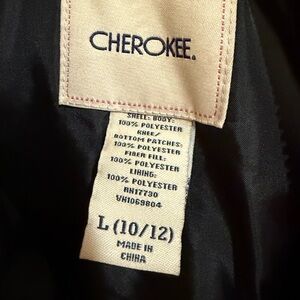 CHEROKEE.
SHELL: BODY:
100% POLYESTER
KNEE/
BOTTOM PATCHES:
100% POLYESTER
FIBER FILL:
100% POLYESTER
LINING:
100% POLYESTER
RN17730
VN1069804
L (10/12)
MADE IN
CHINA